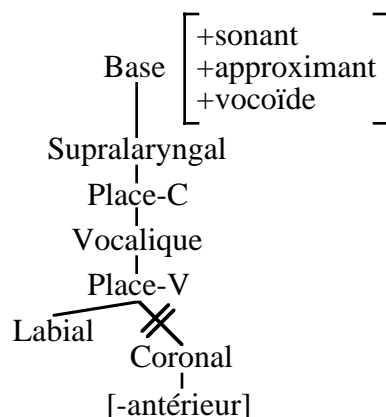 +sonant
Base
+approximant
+vocoïde
Supralaryngal
Place-C
Vocalique
Place-V
Labial
Coronal
[-antérieur]